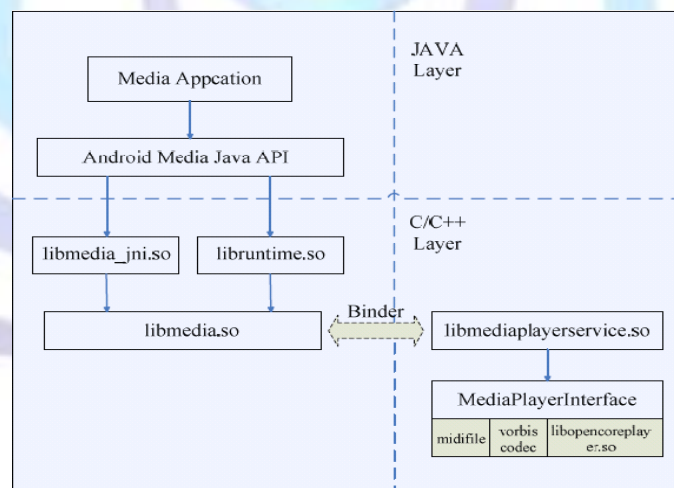 JAVA
Layer
Media Appcation
Android Media Java API
C/C++
Layer
libmedia_jni.so
libruntime.so
Binder
libmedia.so
libmediaplayerservice.so
MediaPlayerInterface
midifile
vorbis
codec
libopencoreplay
er.so